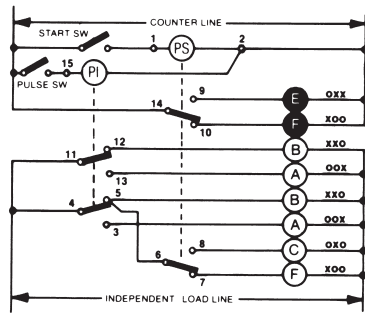 COUNTER LINE
START SW 1 PS 2
PULSE SW 15 PI
9 E OXX
14 10 F XOO
12 B XXO
11 13 A OOX
5 B XXO
4 3 A OOX
8 C OXO
6 7 F XOO
INDEPENDENT LOAD LINE